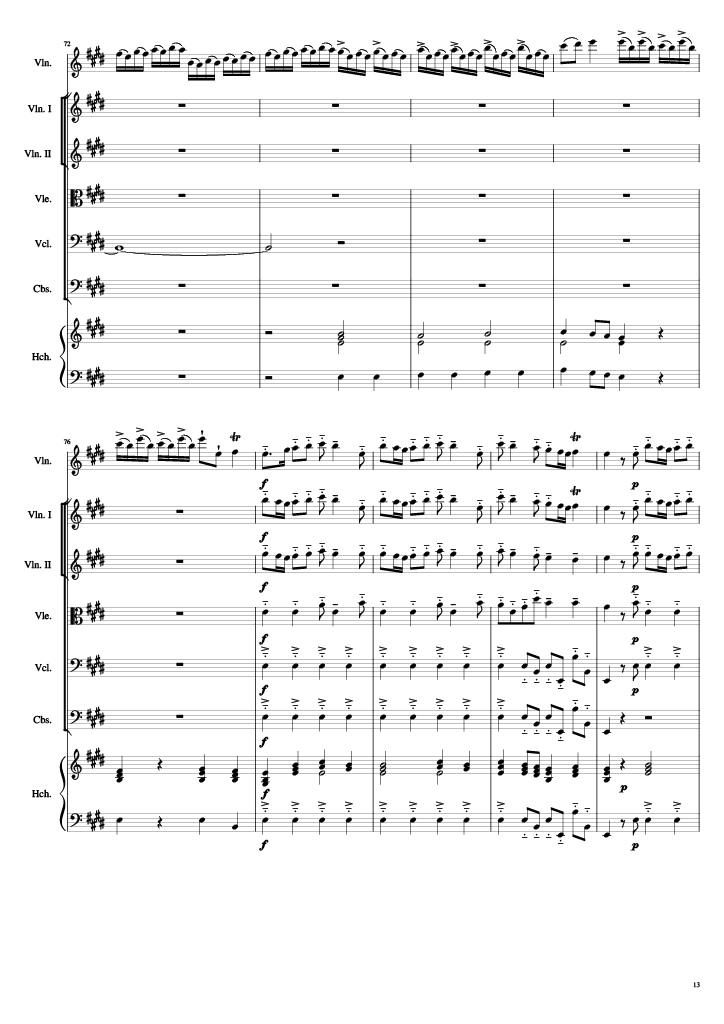 72
Vln.
Vln. I
Vln. II
Vle.
Vcl.
Cbs.
Hch.
76
Vln.
tr
f
p
Vln. I
tr
f
p
Vln. II
f
p
Vle.
f
p
Vcl.
f
p
Cbs.
f
Hch.
f
p
f
p
13